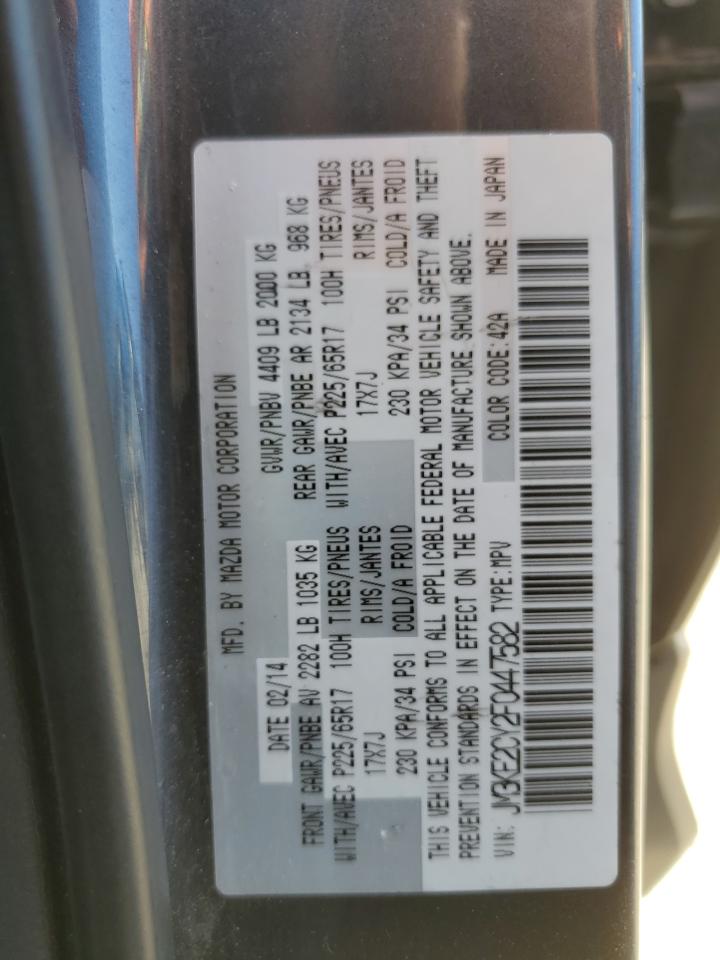 MFD. BY MAZDA MOTOR CORPORATION
DATE 02/14 GVWR/PNBV 4409 LB 2000 KG
FRONT GAWR/PNBE AV 2282 LB 1035 KG REAR GAWR/PNBE AR 2134 LB 968 KG
WITH/AVEC P225/65R17 100H TIRES/PNEUS WITH/AVEC P225/65R17 100H TIRES/PNEUS
17X7J RIMS/JANTES 17X7J RIMS/JANTES
230 KPA/34 PSI COLD/A FROID 230 KPA/34 PSI COLD/A FROID
THIS VEHICLE CONFORMS TO ALL APPLICABLE FEDERAL MOTOR VEHICLE SAFETY AND THEFT
PREVENTION STANDARDS IN EFFECT ON THE DATE OF MANUFACTURE SHOWN ABOVE.
VIN: JM3KE2CY2F0447582 TYPE:MPV COLOR CODE:42A MADE IN JAPAN